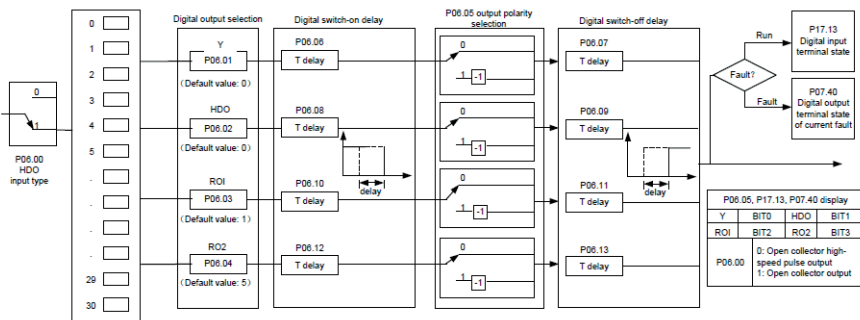 0
1
P06.00
HDO
input type
0
1
2
3
4
5
.
.
.
.
29
30
Digital output selection
Y
P06.01
(Default value: 0)
HDO
P06.02
(Default value: 0)
ROI
P06.03
(Default value: 1)
RO2
P06.04
(Default value: 5)
Digital switch-on delay
P06.06
T delay
P06.08
T delay
delay
P06.10
T delay
P06.12
T delay
P06.05 output polarity
selection
0
1
-1
0
1
-1
0
1
-1
0
1
-1
Digital switch-off delay
P06.07
T delay
P06.09
T delay
delay
P06.11
T delay
P06.13
T delay
Run
Fault?
Fault
P17.13
Digital input
terminal state
P07.40
Digital output
terminal state
of current fault
P06.05, P17.13, P07.40 display
Y BIT0 HDO BIT1
ROI BIT2 RO2 BIT3
P06.00
0: Open collector high-
speed pulse output
1: Open collector output